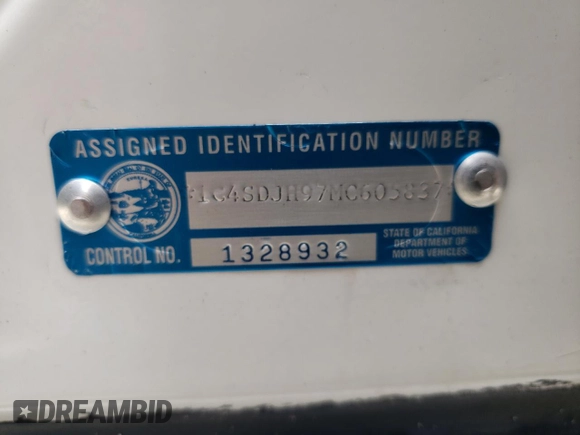 ASSIGNED IDENTIFICATION NUMBER
1C4SDJH97MC605837
CONTROL NO. 1328932
STATE OF CALIFORNIA
DEPARTMENT OF
MOTOR VEHICLES
DREAMBID